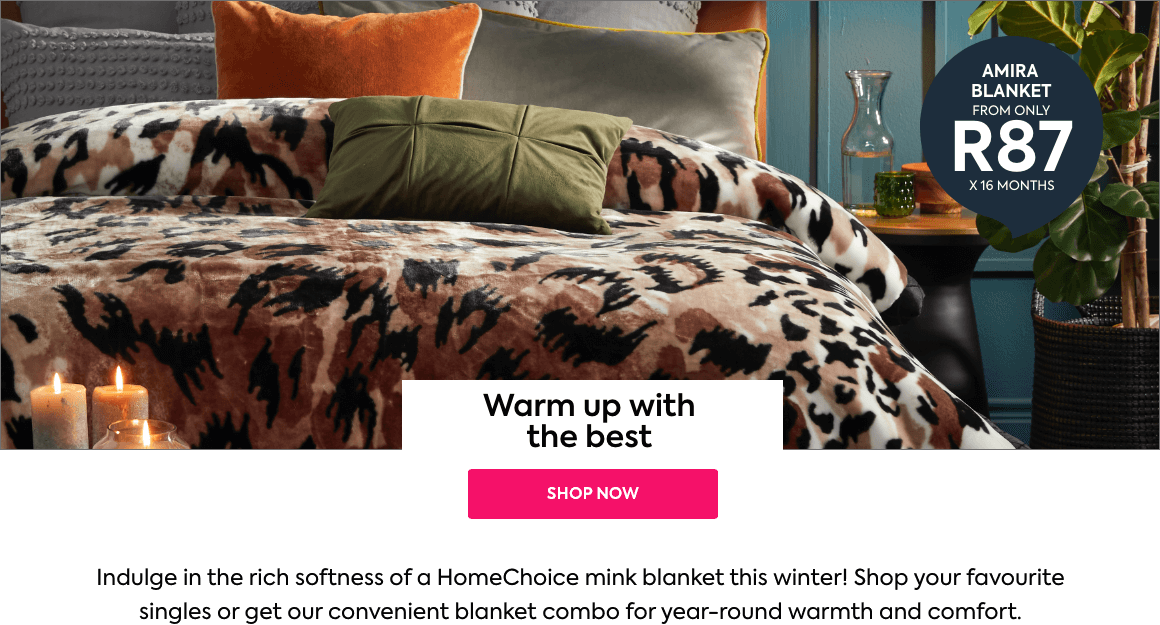 AMIRA
BLANKET
FROM ONLY
R87
X 16 MONTHS
Warm up with
the best
SHOP NOW
Indulge in the rich softness of a HomeChoice mink blanket this winter! Shop your favourite
singles or get our convenient blanket combo for year-round warmth and comfort.